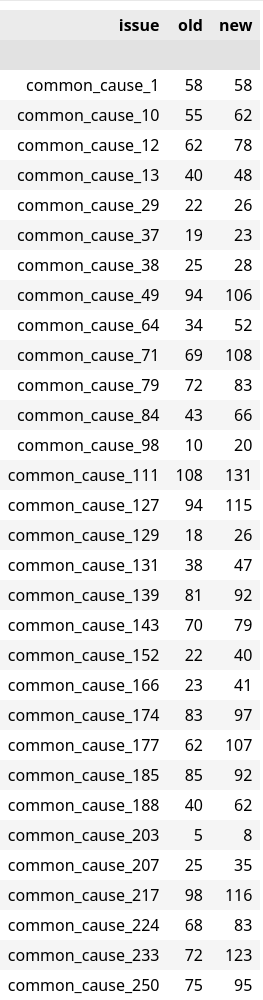 issue old new
common_cause_1 58 58
common_cause_10 55 62
common_cause_12 62 78
common_cause_13 40 48
common_cause_29 22 26
common_cause_37 19 23
common_cause_38 25 28
common_cause_49 94 106
common_cause_64 34 52
common_cause_71 69 108
common_cause_79 72 83
common_cause_84 43 66
common_cause_98 10 20
common_cause_111 108 131
common_cause_127 94 115
common_cause_129 18 26
common_cause_131 38 47
common_cause_139 81 92
common_cause_143 70 79
common_cause_152 22 40
common_cause_166 23 41
common_cause_174 83 97
common_cause_177 62 107
common_cause_185 85 92
common_cause_188 40 62
common_cause_203 5 8
common_cause_207 25 35
common_cause_217 98 116
common_cause_224 68 83
common_cause_233 72 123
common_cause_250 75 95